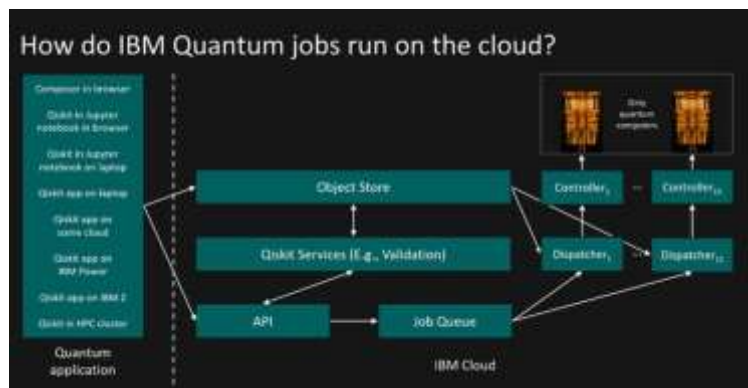 How do IBM Quantum jobs run on the cloud?
Composer in browser
Qiskit in Jupyter
notebook in browser
Qiskit in Jupyter
notebook on laptop
Qiskit app on laptop
Qiskit app on
some cloud
Qiskit app on
IBM Power
Qiskit app on IBM Z
Qiskit in HPC cluster
Quantum
application
Object Store
Qiskit Services (E.g., Validation)
API
Job Queue
quantum
computers
Controller
...
Controller
Dispatcher
...
Dispatcher
IBM Cloud